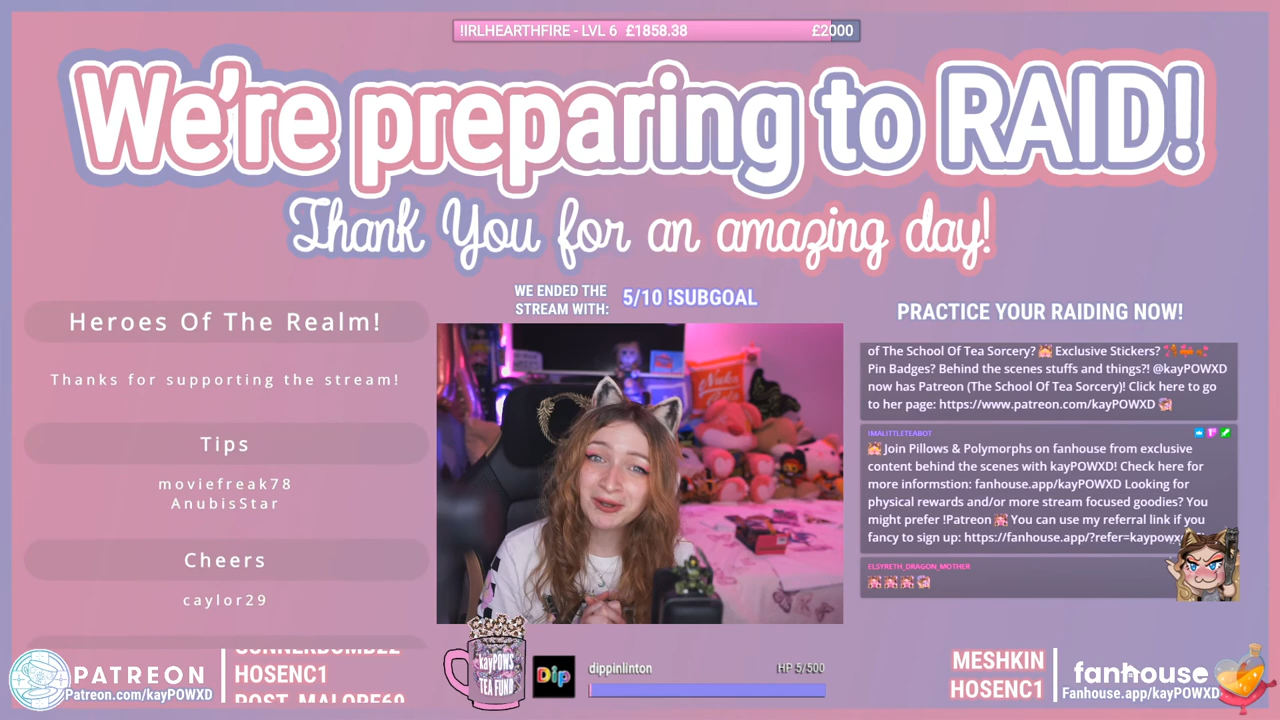 !IRLHEARTHFIRE - LVL 6 £1858.38 £2000
We're preparing to RAID!
Thank You for an amazing day!
WE ENDED THE
STREAM WITH:
5/10 !SUBGOAL
Heroes Of The Realm!
Thanks for supporting the stream!
Tips
moviefreak78
AnubisStar
Cheers
caylor29
PRACTICE YOUR RAIDING NOW!
of The School Of Tea Sorcery? Exclusive Stickers?
Pin Badges? Behind the scenes stuffs and things?! @kayPOWXD
now has Patreon (The School Of Tea Sorcery)! Click here to go
to her page: https://www.patreon.com/kayPOWXD
IMALITTLETEABOT
Join Pillows & Polymorphs on fanhouse from exclusive
content behind the scenes with kayPOWXD! Check here for
more informstion: fanhouse.app/kayPOWXD Looking for
physical rewards and/or more stream focused goodies? You
might prefer !Patreon You can use my referral link if you
fancy to sign up: https://fanhouse.app/?refer=kaypowx
ELSYRETH_DRAGON_MOTHER
PATREON
Patreon.com/kayPOWXD
HOSENC1
POST_MALORE69
kayPOWS
TEA FUND
Dip
dippinlinton
HP 5/500
MESHKIN
HOSENC1
fanhouse
Fanhouse.app/kayPOWXD